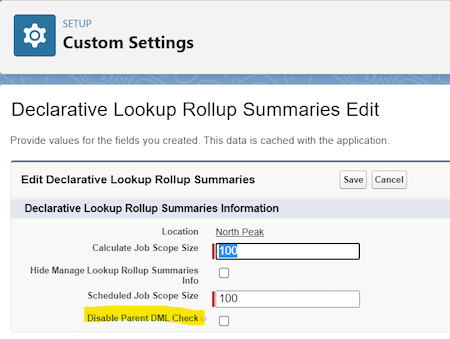 SETUP
Custom Settings
Declarative Lookup Rollup Summaries Edit
Provide values for the fields you created. This data is cached with the application.
Edit Declarative Lookup Rollup Summaries Save Cancel
Declarative Lookup Rollup Summaries Information
Location North Peak
Calculate Job Scope Size 100
Hide Manage Lookup Rollup Summaries
Info
Scheduled Job Scope Size 100
Disable Parent DML Check